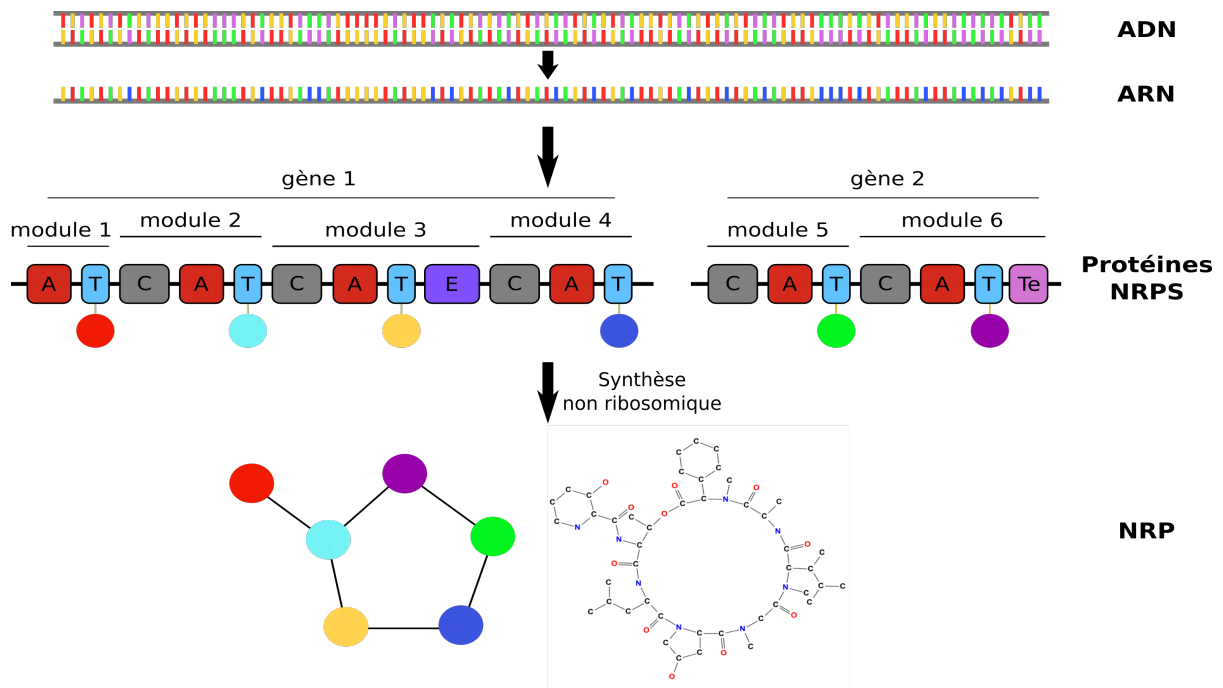 ADN
ARN
gène 1
gène 2
module 1
module 2
module 3
module 4
module 5
module 6
A T C A T C A T E C A T
C A T C A T Te
Protéines
NRPS
Synthèse
non ribosomique
NRP